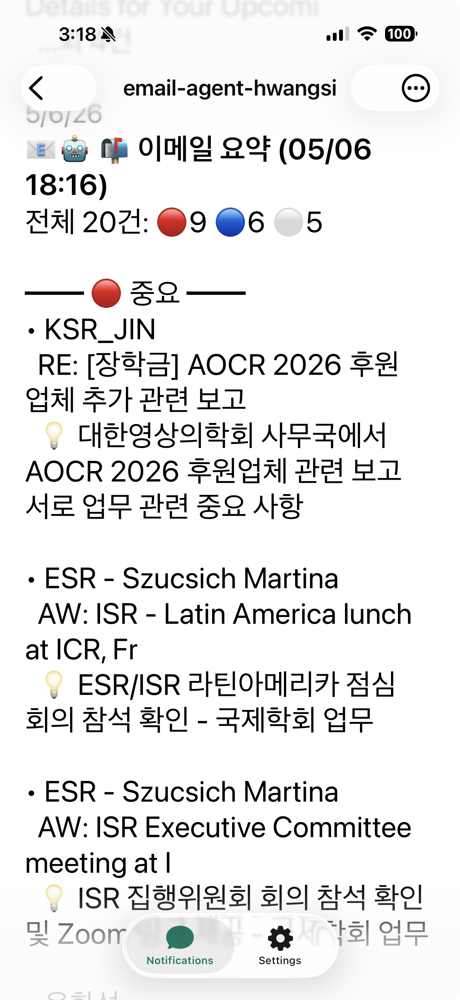 Details for Your Upcomi
3:18
100
...외 4건
email-agent-hwangsi
5/6/26
📧🤖 📬 이메일 요약 (05/06
18:16)
전체 20건: 🔴9 🔵6 ⚪5
━━━ 🔴 중요 ━━━
• KSR_JIN
RE: [장학금] AOCR 2026 후원
업체 추가 관련 보고
💡 대한영상의학회 사무국에서
AOCR 2026 후원업체 관련 보고
서로 업무 관련 중요 사항
• ESR - Szucsich Martina
AW: ISR - Latin America lunch
at ICR, Fr
💡 ESR/ISR 라틴아메리카 점심
회의 참석 확인 - 국제학회 업무
• ESR - Szucsich Martina
AW: ISR Executive Committee
meeting at I
💡 ISR 집행위원회 회의 참석 확인
및 Zoom - 학회 업무
Notifications
Settings